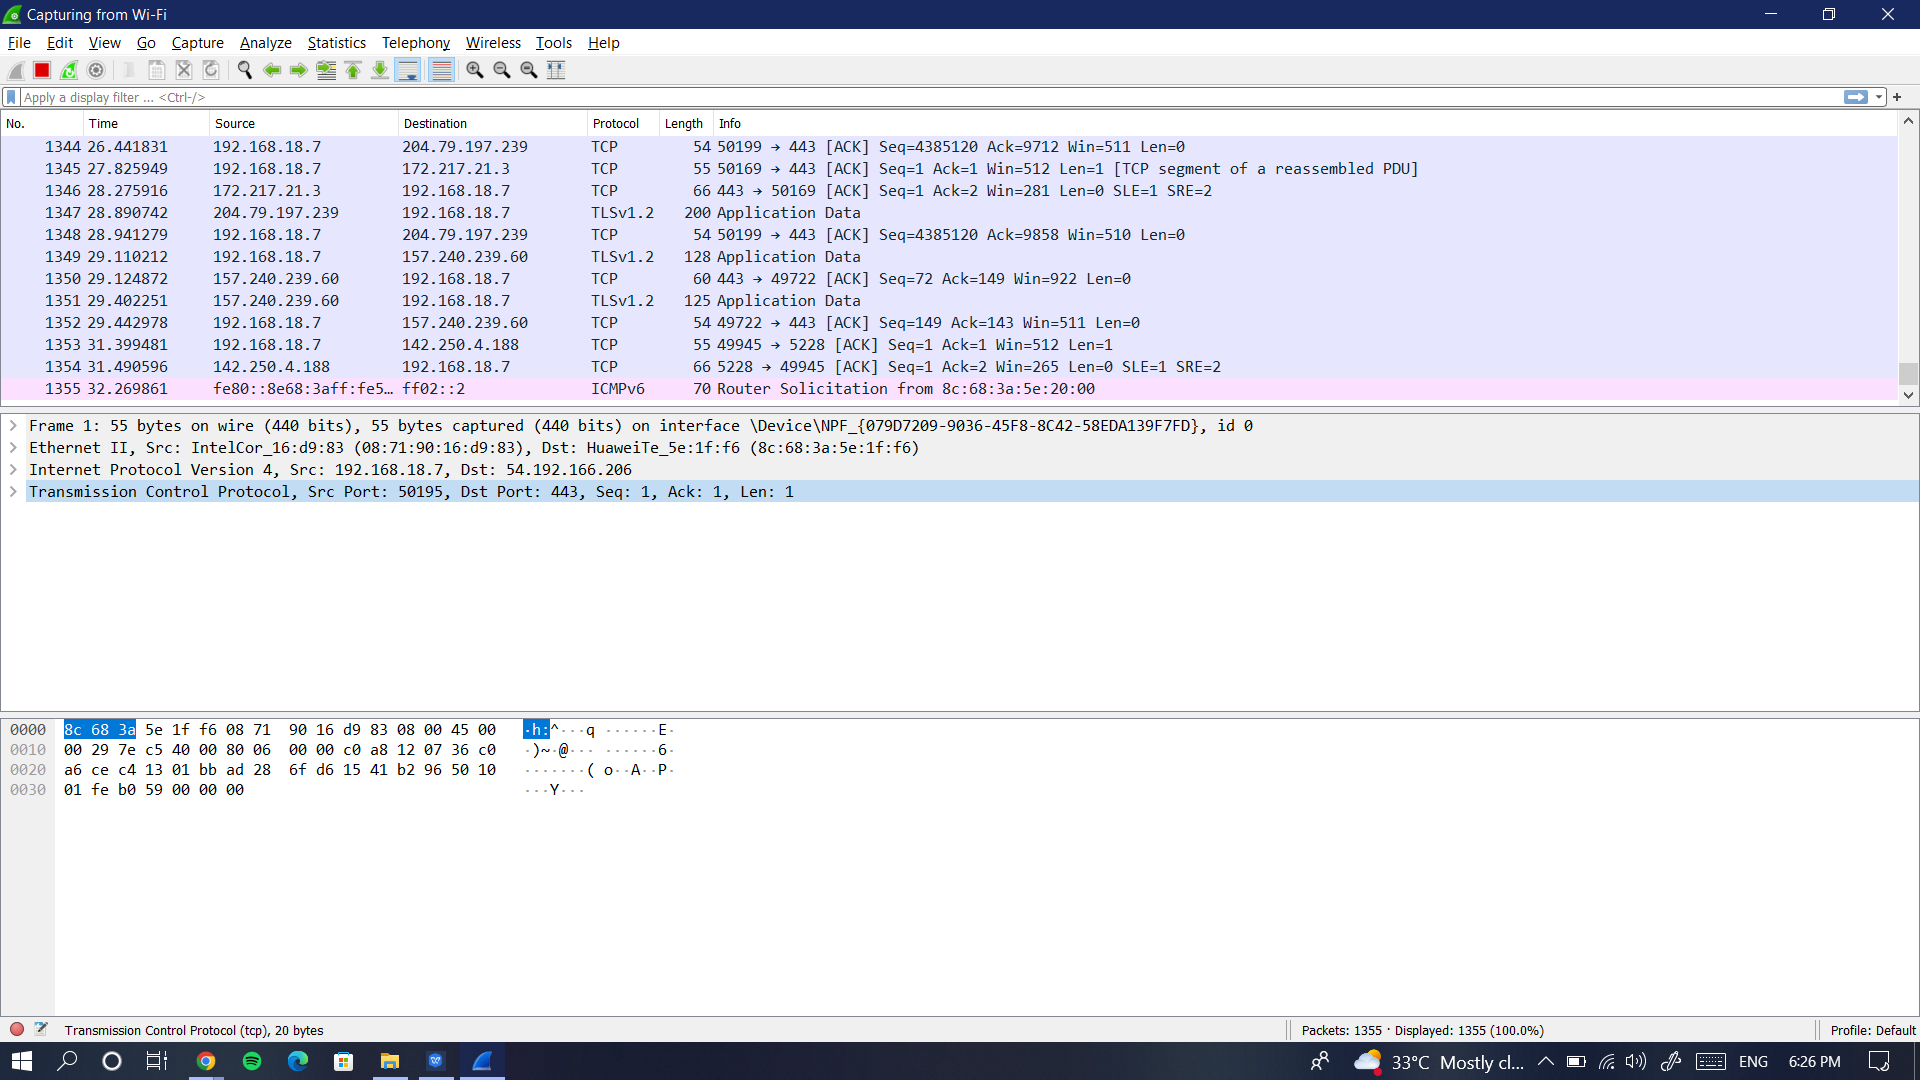 Capturing from Wi-Fi
File Edit View Go Capture Analyze Statistics Telephony Wireless Tools Help
Apply a display filter ... <Ctrl-/>
No. Time Source Destination Protocol Length Info
1344 26.441831 192.168.18.7 204.79.197.239 TCP 54 50199 → 443 [ACK] Seq=4385120 Ack=9712 Win=511 Len=0
1345 27.825949 192.168.18.7 172.217.21.3 TCP 55 50169 → 443 [ACK] Seq=1 Ack=1 Win=512 Len=1 [TCP segment of a reassembled PDU]
1346 28.275916 172.217.21.3 192.168.18.7 TCP 66 443 → 50169 [ACK] Seq=1 Ack=2 Win=281 Len=0 SLE=1 SRE=2
1347 28.890742 204.79.197.239 192.168.18.7 TLSv1.2 200 Application Data
1348 28.941279 192.168.18.7 204.79.197.239 TCP 54 50199 → 443 [ACK] Seq=4385120 Ack=9858 Win=510 Len=0
1349 29.110212 192.168.18.7 157.240.239.60 TLSv1.2 128 Application Data
1350 29.124872 157.240.239.60 192.168.18.7 TCP 60 443 → 49722 [ACK] Seq=72 Ack=149 Win=922 Len=0
1351 29.402251 157.240.239.60 192.168.18.7 TLSv1.2 125 Application Data
1352 29.442978 192.168.18.7 157.240.239.60 TCP 54 49722 → 443 [ACK] Seq=149 Ack=143 Win=511 Len=0
1353 31.399481 192.168.18.7 142.250.4.188 TCP 55 49945 → 5228 [ACK] Seq=1 Ack=1 Win=512 Len=1
1354 31.490596 142.250.4.188 192.168.18.7 TCP 66 5228 → 49945 [ACK] Seq=1 Ack=2 Win=265 Len=0 SLE=1 SRE=2
1355 32.269861 fe80::8e68:3aff:fe5… ff02::2 ICMPv6 70 Router Solicitation from 8c:68:3a:5e:20:00
Frame 1: 55 bytes on wire (440 bits), 55 bytes captured (440 bits) on interface \Device\NPF_{079D7209-9036-45F8-8C42-58EDA139F7FD}, id 0
Ethernet II, Src: IntelCor_16:d9:83 (08:71:90:16:d9:83), Dst: HuaweiTe_5e:1f:f6 (8c:68:3a:5e:1f:f6)
Internet Protocol Version 4, Src: 192.168.18.7, Dst: 54.192.166.206
Transmission Control Protocol, Src Port: 50195, Dst Port: 443, Seq: 1, Ack: 1, Len: 1
0000 8c 68 3a 5e 1f f6 08 71 90 16 d9 83 08 00 45 00 ·h:^···q ······E·
0010 00 29 7e c5 40 00 80 06 00 00 c0 a8 12 07 36 c0 ·)~·@··· ······6·
0020 a6 ce c4 13 01 bb ad 28 6f d6 15 41 b2 96 50 10 ·······( o··A··P·
0030 01 fe b0 59 00 00 00 ···Y···
Transmission Control Protocol (tcp), 20 bytes Packets: 1355 · Displayed: 1355 (100.0%) Profile: Default
33°C Mostly cl... ENG 6:26 PM